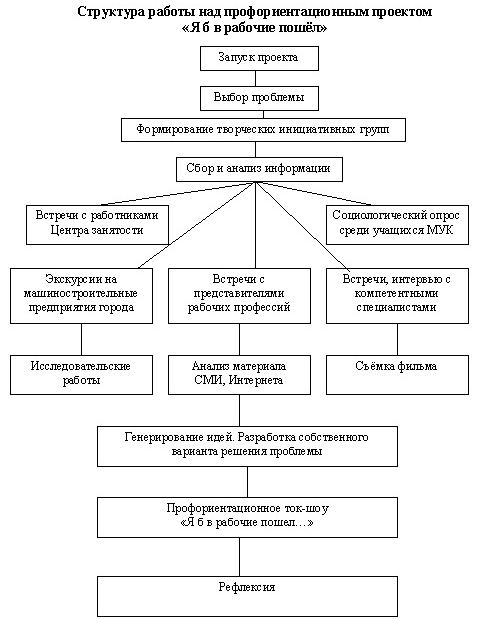 Структура работы над профориентационным проектом
«Я б в рабочие пошёл»
Запуск проекта
Выбор проблемы
Формирование творческих инициативных групп
Сбор и анализ информации
Встречи с работниками
Центра занятости
Социологический опрос
среди учащихся МУК
Экскурсии на
машиностроительные
предприятия города
Встречи с
представителями
рабочих профессий
Встречи, интервью с
компетентными
специалистами
Исследовательские
работы
Анализ материала
СМИ, Интернета
Съёмка фильма
Генерирование идей. Разработка собственного
варианта решения проблемы
Профориентационное ток-шоу
«Я б в рабочие пошел…»
Рефлексия